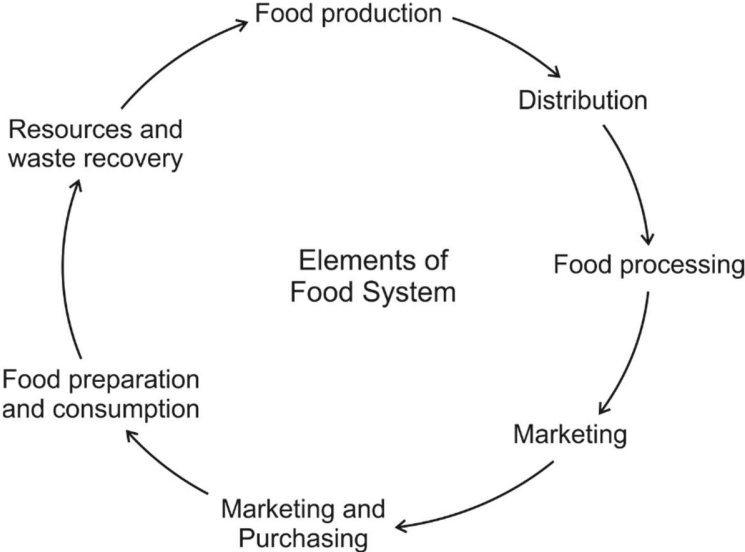 Food production
Distribution
Food processing
Marketing
Marketing and
Purchasing
Food preparation
and consumption
Resources and
waste recovery
Elements of
Food System